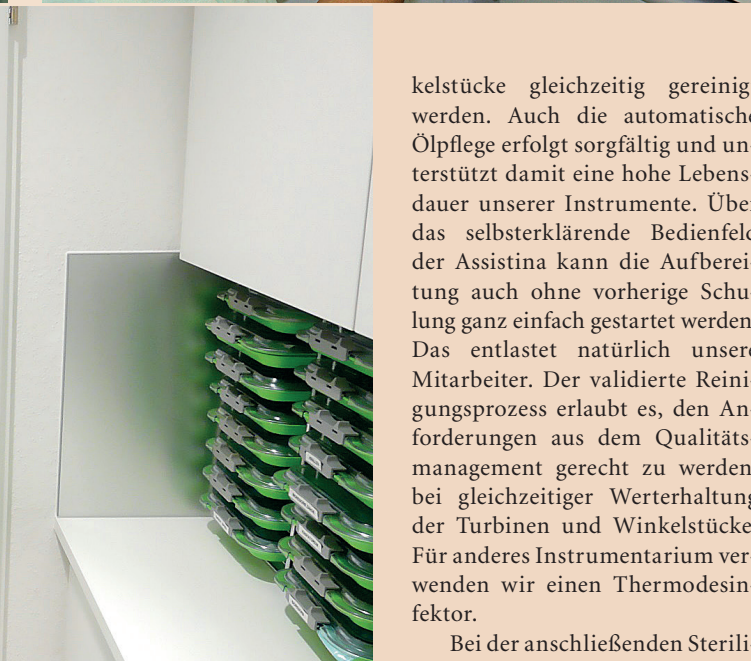 kelstücke gleichzeitig gereinig
werden. Auch die automatische
Ölpflege erfolgt sorgfältig und un-
terstützt damit eine hohe Lebens-
dauer unserer Instrumente. Über
das selbsterklärende Bedienfeld
der Assistina kann die Aufberei-
tung auch ohne vorherige Schu-
lung ganz einfach gestartet werden
Das entlastet natürlich unsere
Mitarbeiter. Der validierte Reini-
gungsprozess erlaubt es, den An-
forderungen aus dem Qualitäts-
management gerecht zu werden
bei gleichzeitiger Werterhaltung
der Turbinen und Winkelstücke
Für anderes Instrumentarium ver-
wenden wir einen Thermodesin-
fektor.
Bei der anschließenden Sterili